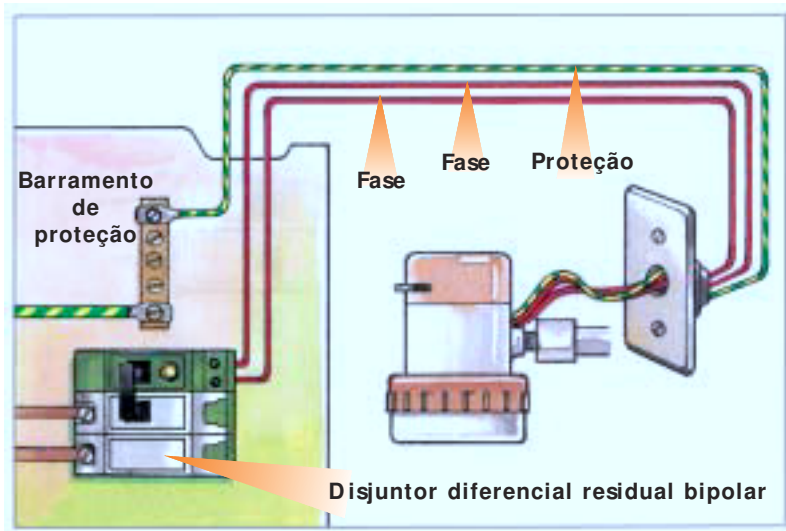 Fase
Fase
Proteção
Barramento
de
proteção
Disjuntor diferencial residual bipolar